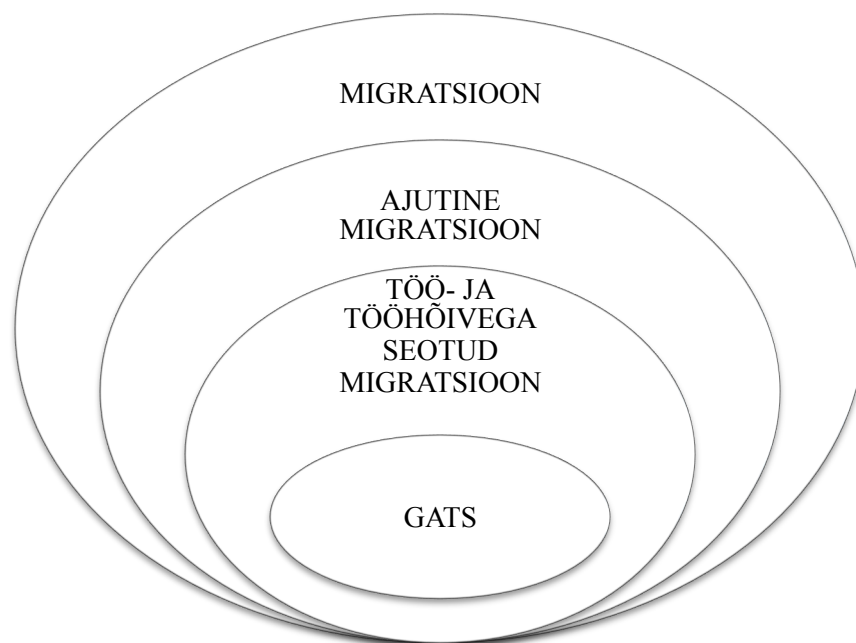 MIGRATSIOON
AJUTINE
MIGRATSIOON
TÖÖ- JA
TÖÖHÕIVEGA
SEOTUD
MIGRATSIOON
GATS